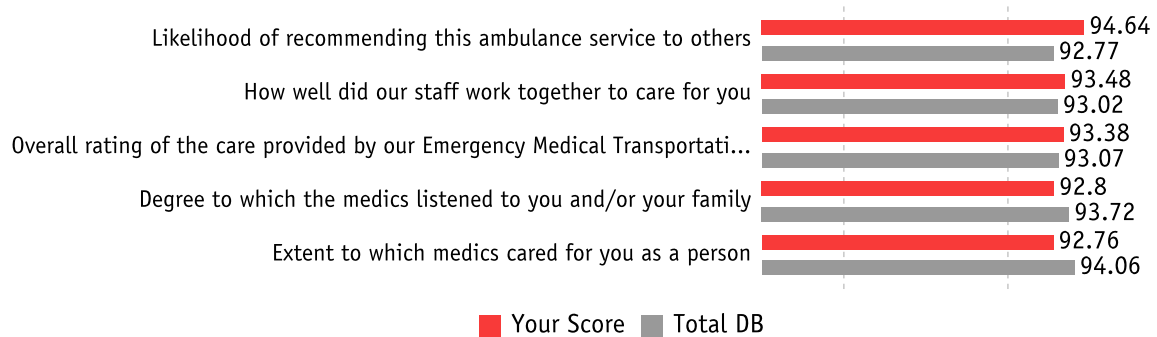 Likelihood of recommending this ambulance service to others
94.64
92.77
How well did our staff work together to care for you
93.48
93.02
Overall rating of the care provided by our Emergency Medical Transportati...
93.38
93.07
Degree to which the medics listened to you and/or your family
92.8
93.72
Extent to which medics cared for you as a person
92.76
94.06
Your Score Total DB